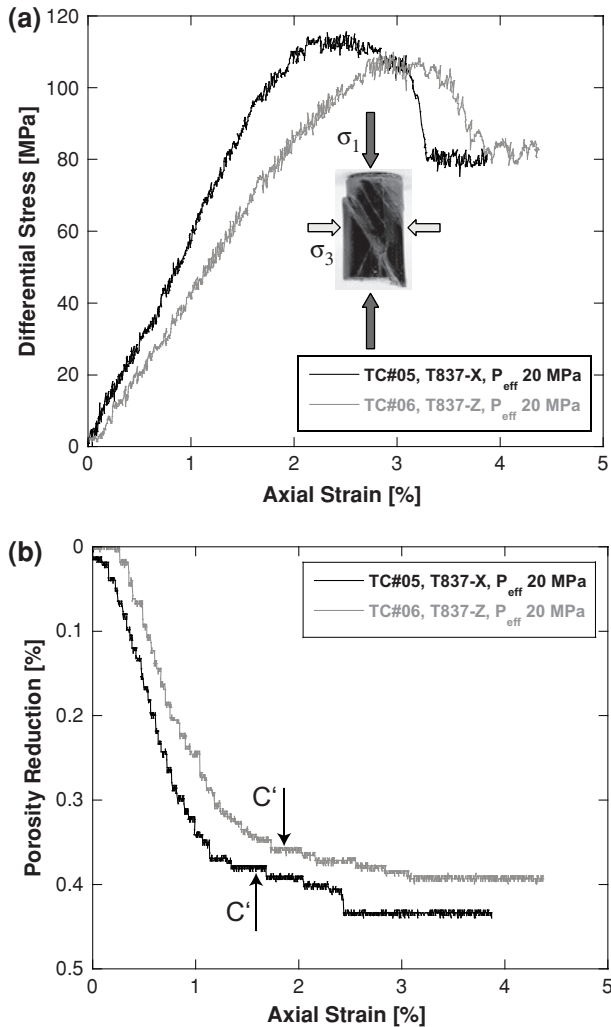 (a)
120
100
80
60
40
20
0
Differential Stress [MPa]
σ1
σ3
TC#05, T837-X, Peff 20 MPa
TC#06, T837-Z, Peff 20 MPa
0 1 2 3 4 5
Axial Strain [%]
(b)
0
0.1
0.2
0.3
0.4
0.5
Porosity Reduction [%]
TC#05, T837-X, Peff 20 MPa
TC#06, T837-Z, Peff 20 MPa
C‘
C‘
0 1 2 3 4 5
Axial Strain [%]